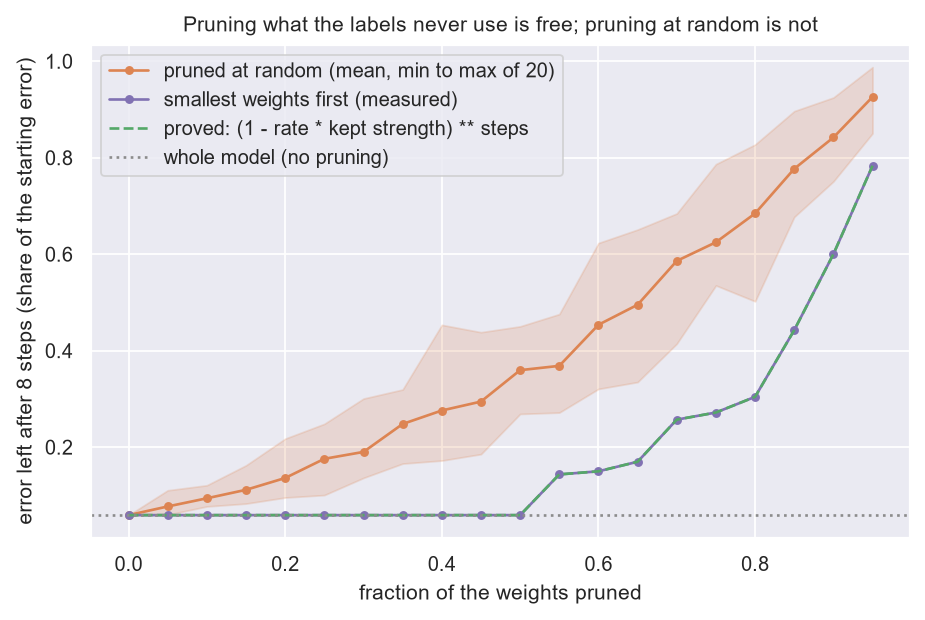 Pruning what the labels never use is free; pruning at random is not
error left after 8 steps (share of the starting error)
1.0
0.8
0.6
0.4
0.2
pruned at random (mean, min to max of 20)
smallest weights first (measured)
proved: (1 - rate * kept strength) ** steps
whole model (no pruning)
0.0 0.2 0.4 0.6 0.8
fraction of the weights pruned